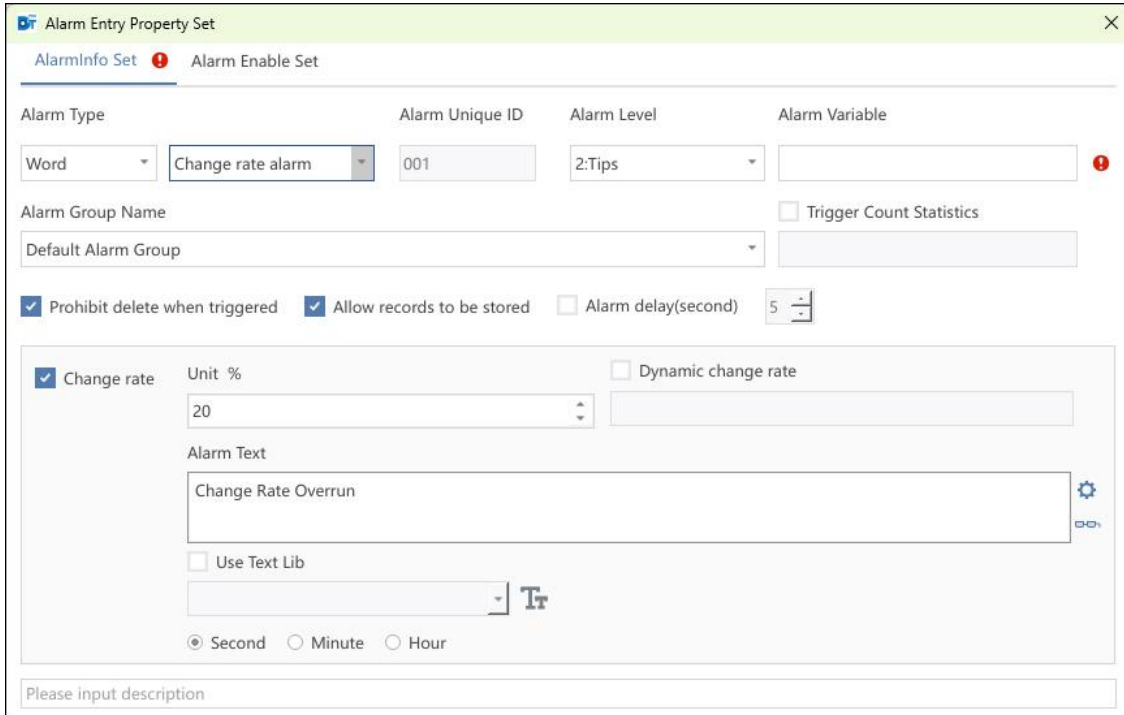 DT Alarm Entry Property Set
AlarmInfo Set Alarm Enable Set
Alarm Type Alarm Unique ID Alarm Level Alarm Variable
Word Change rate alarm 001 2:Tips
Alarm Group Name Trigger Count Statistics
Default Alarm Group
Prohibit delete when triggered Allow records to be stored Alarm delay(second) 5
Change rate Unit % Dynamic change rate
20
Alarm Text
Change Rate Overrun
Use Text Lib
TT
Second Minute Hour
Please input description